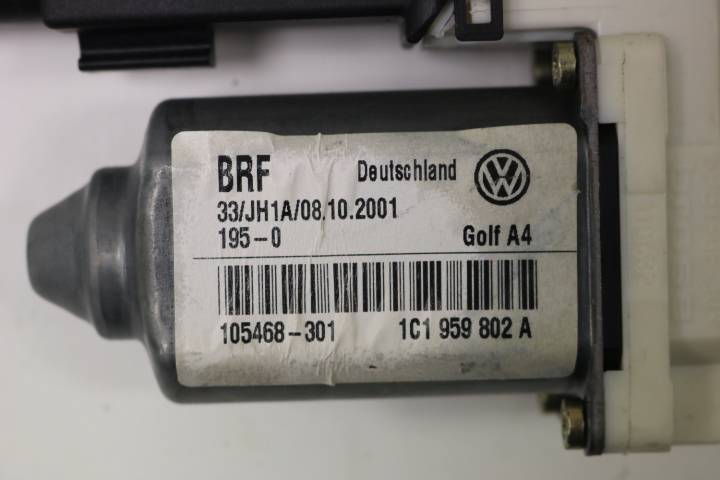 BRF Deutschland
33/JH1A/08.10.2001
195-0 Golf A4
105468-301 1C1 959 802 A